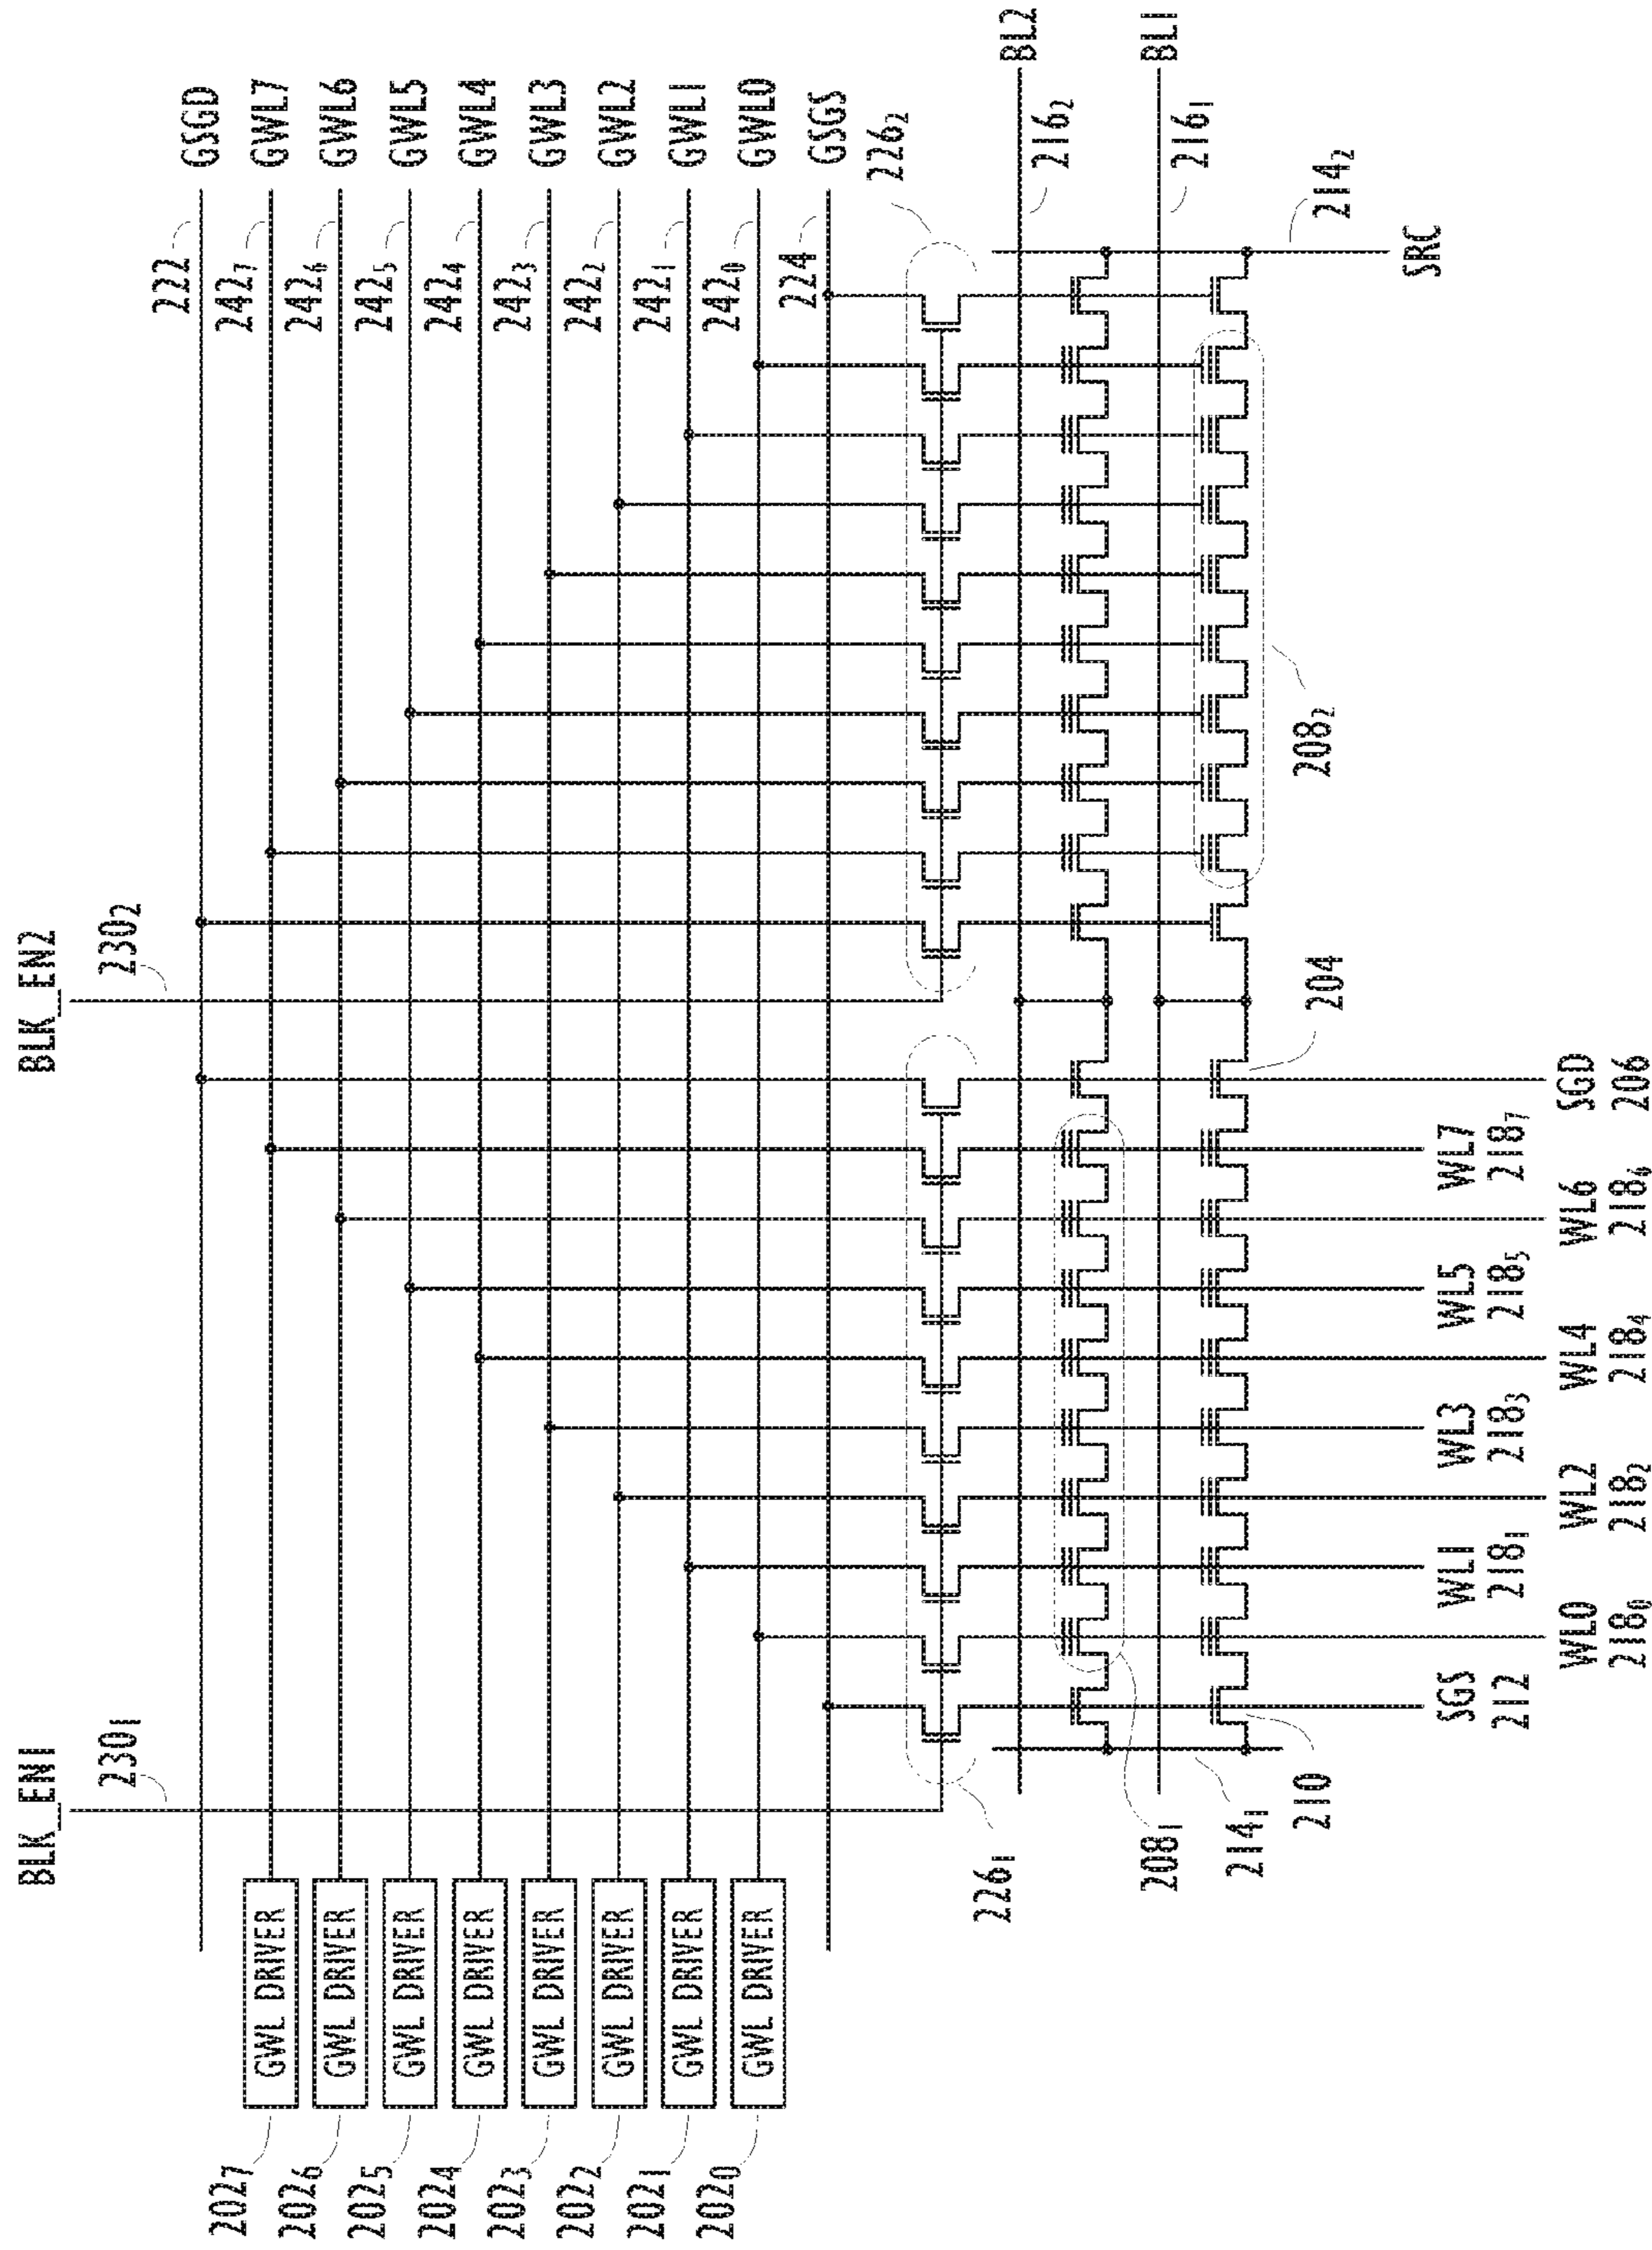 BLK_EN1
230₁
BLK_EN2
230₂
GSGD
222
GWL7
242₇
GWL6
242₆
GWL5
242₅
GWL4
242₄
GWL3
242₃
GWL2
242₂
GWL1
242₁
GWL0
242₀
GSGS
224
226₂
BL2
216₂
BL1
216₁
214₂
SRC
202₇
GWL DRIVER
202₆
GWL DRIVER
202₅
GWL DRIVER
202₄
GWL DRIVER
202₃
GWL DRIVER
202₂
GWL DRIVER
202₁
GWL DRIVER
202₀
GWL DRIVER
226₁
208₁
214₁
210
208₂
204
SGS
212
WL0
218₀
WL1
218₁
WL2
218₂
WL3
218₃
WL4
218₄
WL5
218₅
WL6
218₆
WL7
218₇
SGD
206